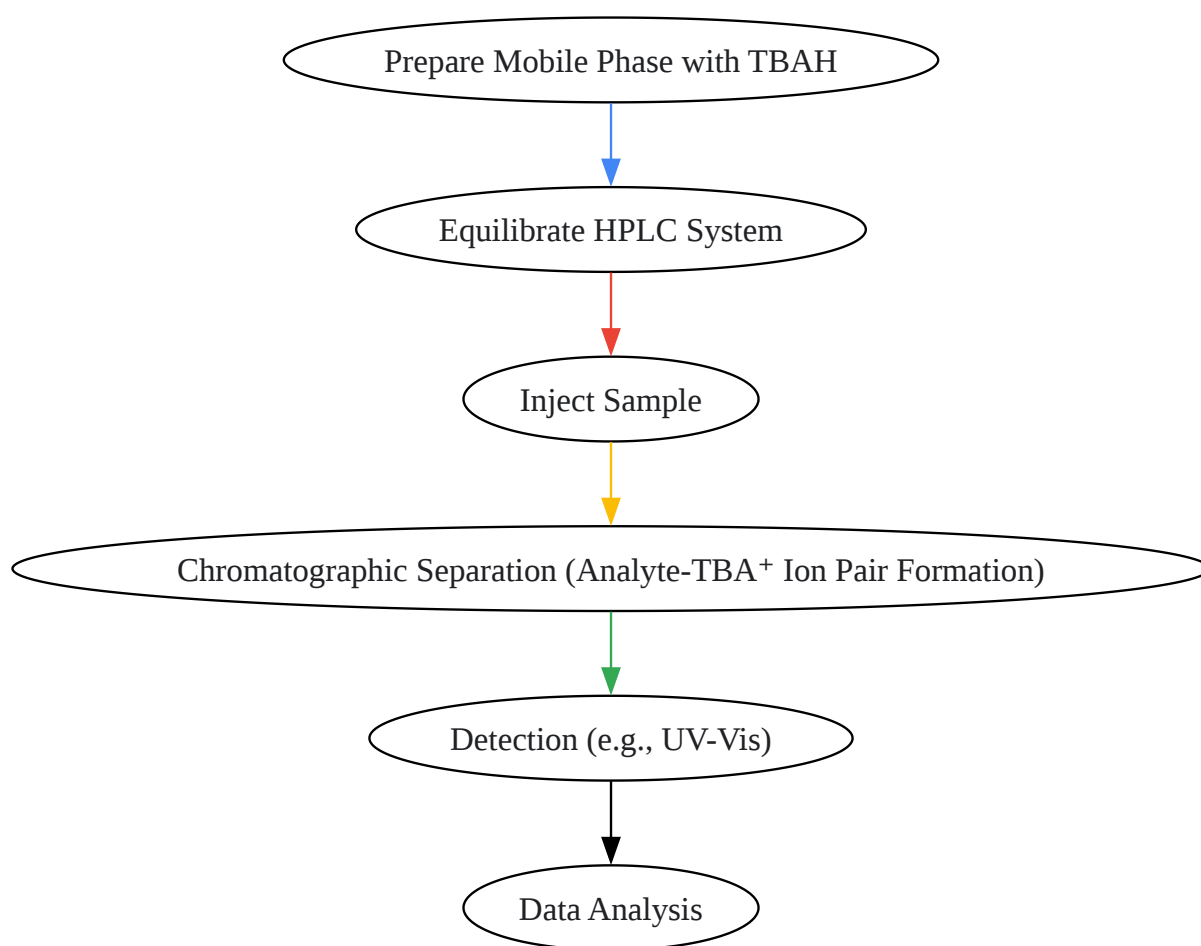 Prepare Mobile Phase with TBAH
Equilibrate HPLC System
Inject Sample
Chromatographic Separation (Analyte-TBA⁺ Ion Pair Formation)
Detection (e.g., UV-Vis)
Data Analysis